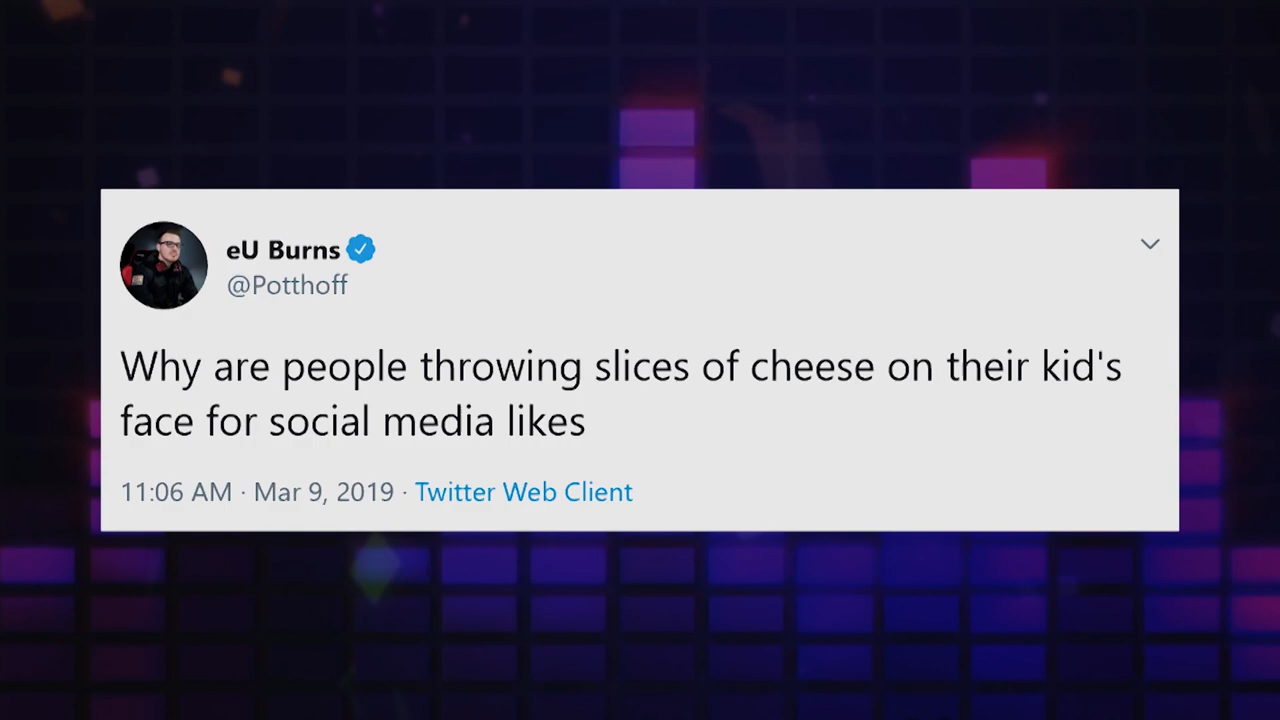 eU Burns
@Potthoff
Why are people throwing slices of cheese on their kid's
face for social media likes
11:06 AM · Mar 9, 2019 · Twitter Web Client